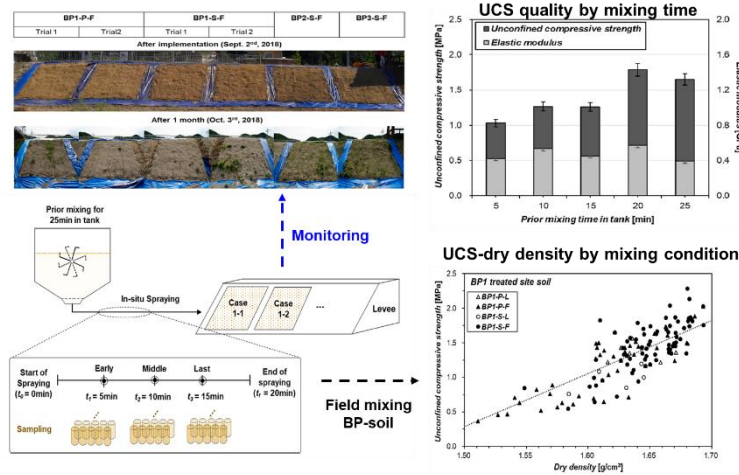 BP1-P-F BP1-S-F BP2-S-F BP3-S-F
Trial 1 Trial2 Trial 1 Trial 2
After implementation (Sept. 2nd, 2018)
After 1 month (Oct. 3rd, 2018)
Monitoring
Prior mixing for
25min in tank
In-situ Spraying
Case
1-1
Case
1-2
...
Levee
Start of
Spraying
(t0 = 0min)
Early
t1 = 5min
Middle
t2 = 10min
Last
t3 = 15min
End of
spraying
(tf = 20min)
Sampling
Field mixing
BP-soil
UCS quality by mixing time
Unconfined compressive strength
Elastic modulus
Unconfined compressive strength [MPa]
2.5
2.0
1.5
1.0
0.5
0.0
2.0
1.6
1.2
0.8
0.4
0.0
5 10 15 20 25
Prior mixing time in tank [min]
UCS-dry density by mixing condition
BP1 treated site soil
BP1-P-L
BP1-P-F
BP1-S-L
BP1-S-F
Unconfined compressive strength [MPa]
2.5
2.0
1.5
1.0
0.5
0.0
1.50 1.55 1.60 1.65 1.70
Dry density [g/cm³]